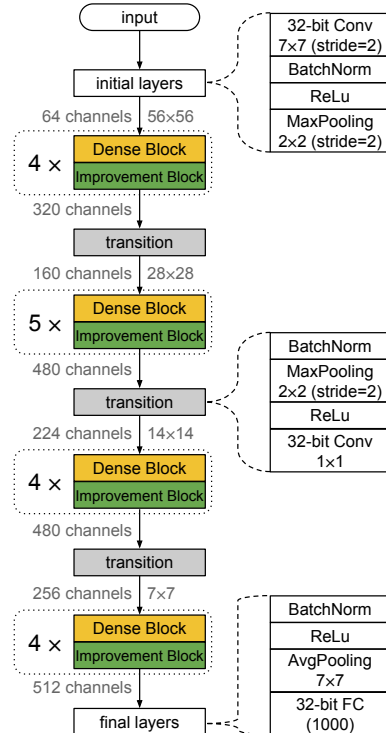 input
initial layers
32-bit Conv
7×7 (stride=2)
BatchNorm
ReLu
MaxPooling
2×2 (stride=2)
64 channels 56×56
4 ×
Dense Block
Improvement Block
320 channels
transition
160 channels 28×28
5 ×
Dense Block
Improvement Block
480 channels
transition
BatchNorm
MaxPooling
2×2 (stride=2)
ReLu
32-bit Conv
1×1
224 channels 14×14
4 ×
Dense Block
Improvement Block
480 channels
transition
256 channels 7×7
4 ×
Dense Block
Improvement Block
512 channels
final layers
BatchNorm
ReLu
AvgPooling
7×7
32-bit FC
(1000)